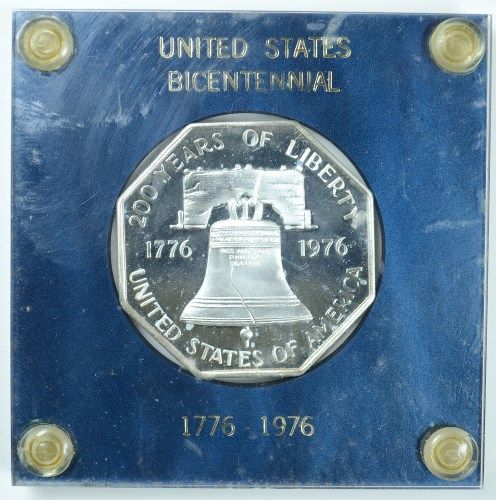 UNITED STATES
BICENTENNIAL
200 YEARS OF LIBERTY
1776 1976
UNITED STATES OF AMERICA
1776 - 1976